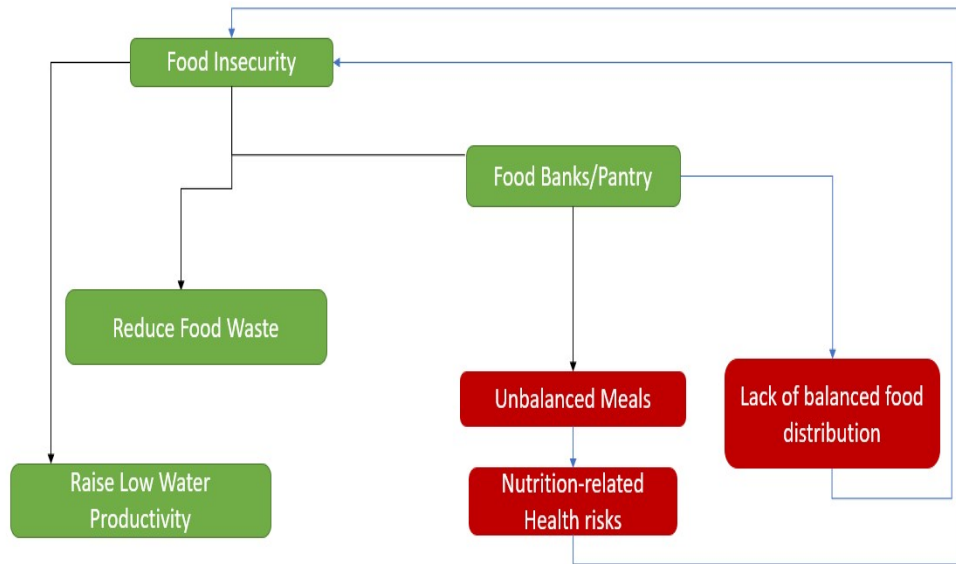 Food Insecurity
Food Banks/Pantry
Reduce Food Waste
Unbalanced Meals
Lack of balanced food
distribution
Raise Low Water
Productivity
Nutrition-related
Health risks